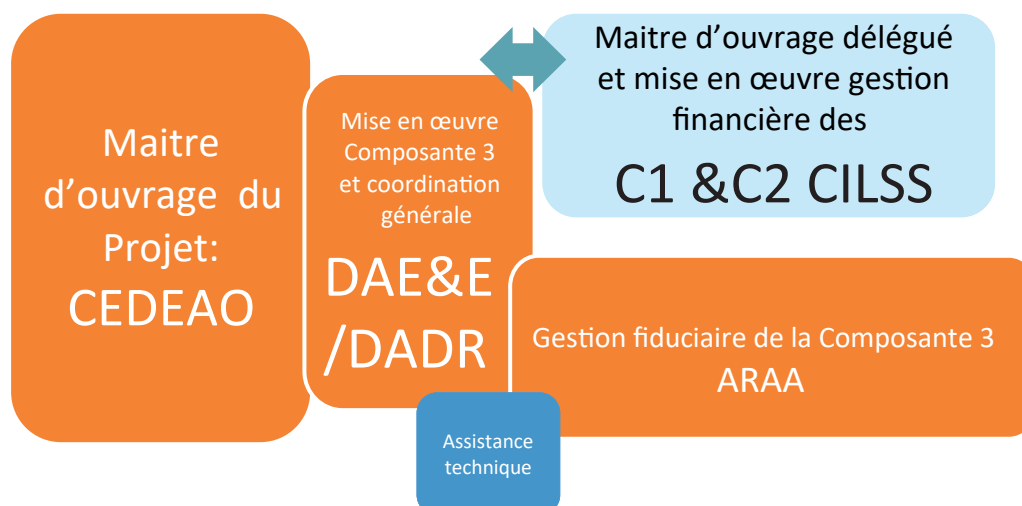 Maitre
d'ouvrage du
Projet:
CEDEAO
Mise en œuvre
Composante 3
et coordination
générale
DAE&E
/DADR
Maitre d'ouvrage délégué
et mise en œuvre gestion
financière des
C1 &C2 CILSS
Gestion fiduciaire de la Composante 3
ARAA
Assistance
technique